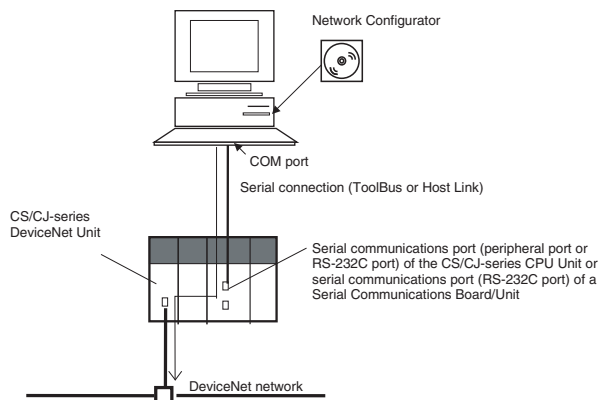 Network Configurator
COM port
Serial connection (ToolBus or Host Link)
CS/CJ-series
DeviceNet Unit
Serial communications port (peripheral port or
RS-232C port) of the CS/CJ-series CPU Unit or
serial communications port (RS-232C port) of a
Serial Communications Board/Unit
DeviceNet network